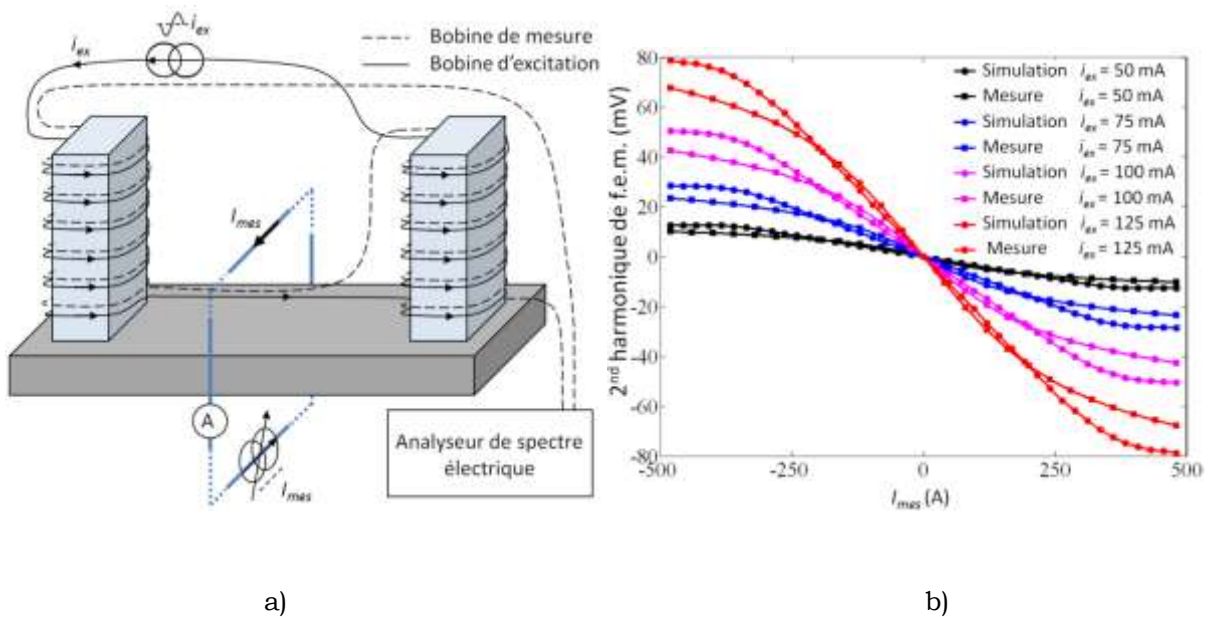 i_ex
i_ex
Bobine de mesure
Bobine d'excitation
I_mes
A
I_mes
Analyseur de spectre
électrique
2nd harmonique de f.e.m. (mV)
80
60
40
20
0
-20
-40
-60
-80
-500
-250
0
250
500
I_mes (A)
Simulation i_ex = 50 mA
Mesure i_ex = 50 mA
Simulation i_ex = 75 mA
Mesure i_ex = 75 mA
Simulation i_ex = 100 mA
Mesure i_ex = 100 mA
Simulation i_ex = 125 mA
Mesure i_ex = 125 mA
a)
b)